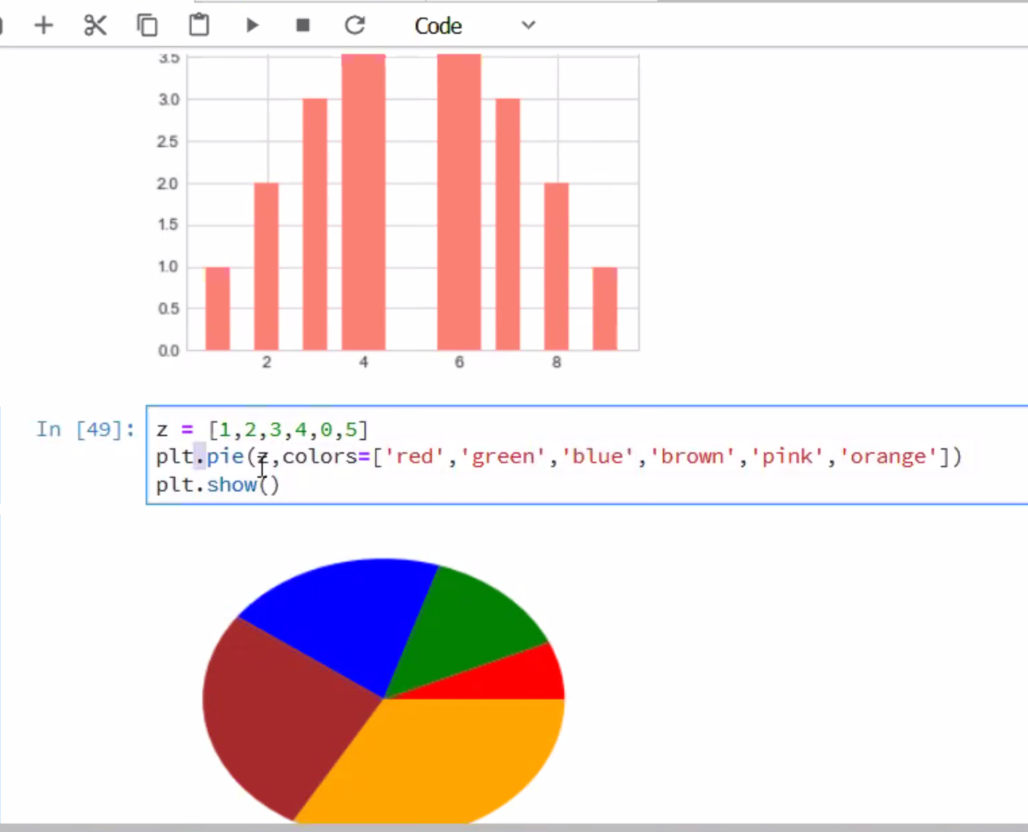 Code
3.5
3.0
2.5
2.0
1.5
1.0
0.5
0.0
2 4 6 8
In [49]: z = [1,2,3,4,0,5]
plt.pie(z,colors=['red','green','blue','brown','pink','orange'])
plt.show()